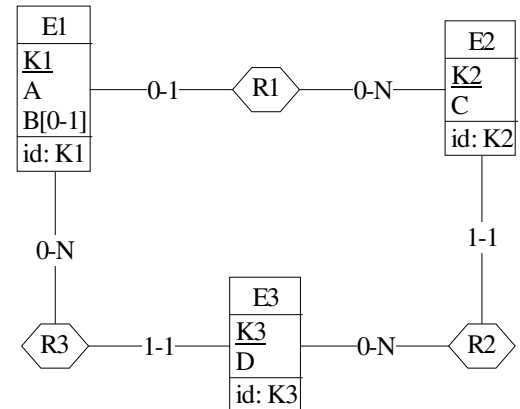 E1
K1
A
B[0-1]
id: K1
0-1
R1
0-N
E2
K2
C
id: K2
0-N
1-1
R3
1-1
E3
K3
D
id: K3
0-N
R2